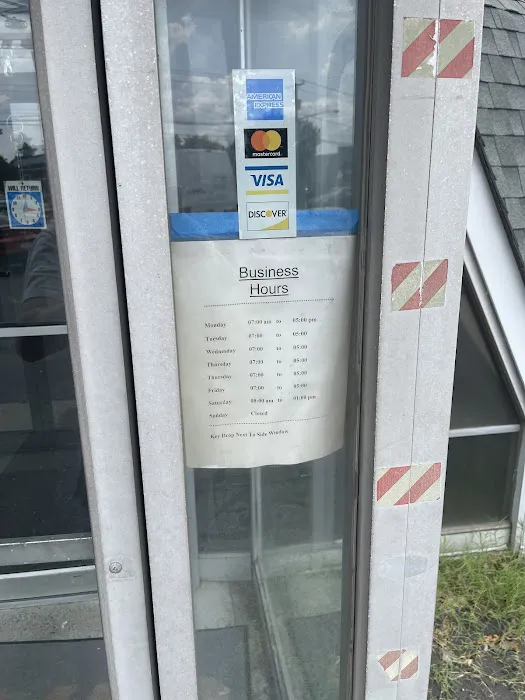 AMERICAN
EXPRESS
mastercard
VISA
DISCOVER
WILL RETURN
Business
Hours
Monday 07:00 am to 05:00 pm
Tuesday 07:00 to 05:00
Wednesday 07:00 to 05:00
Thursday 07:00 to 05:00
Thursday 07:00 to 05:00
Friday 07:00 to 05:00
Saturday 08:00 am to 01:00 pm
Sunday Closed
Key Drop Next To Side Window